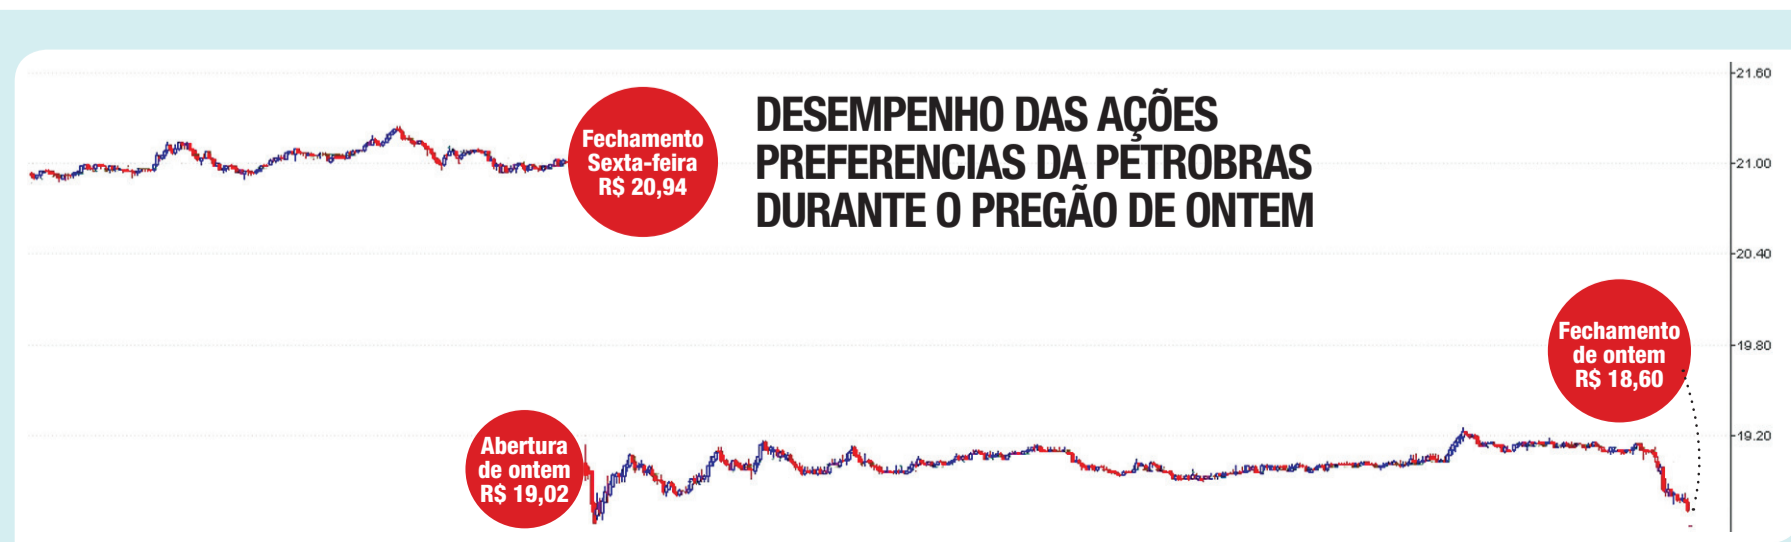 DESEMPENHO DAS AÇÕES
PREFERENCIAS DA PETROBRAS
DURANTE O PREGÃO DE ONTEM
Fechamento
Sexta-feira
R$ 20,94
Abertura
de ontem
R$ 19,02
Fechamento
de ontem
R$ 18,60
21.60
21.00
20.40
19.80
19.20